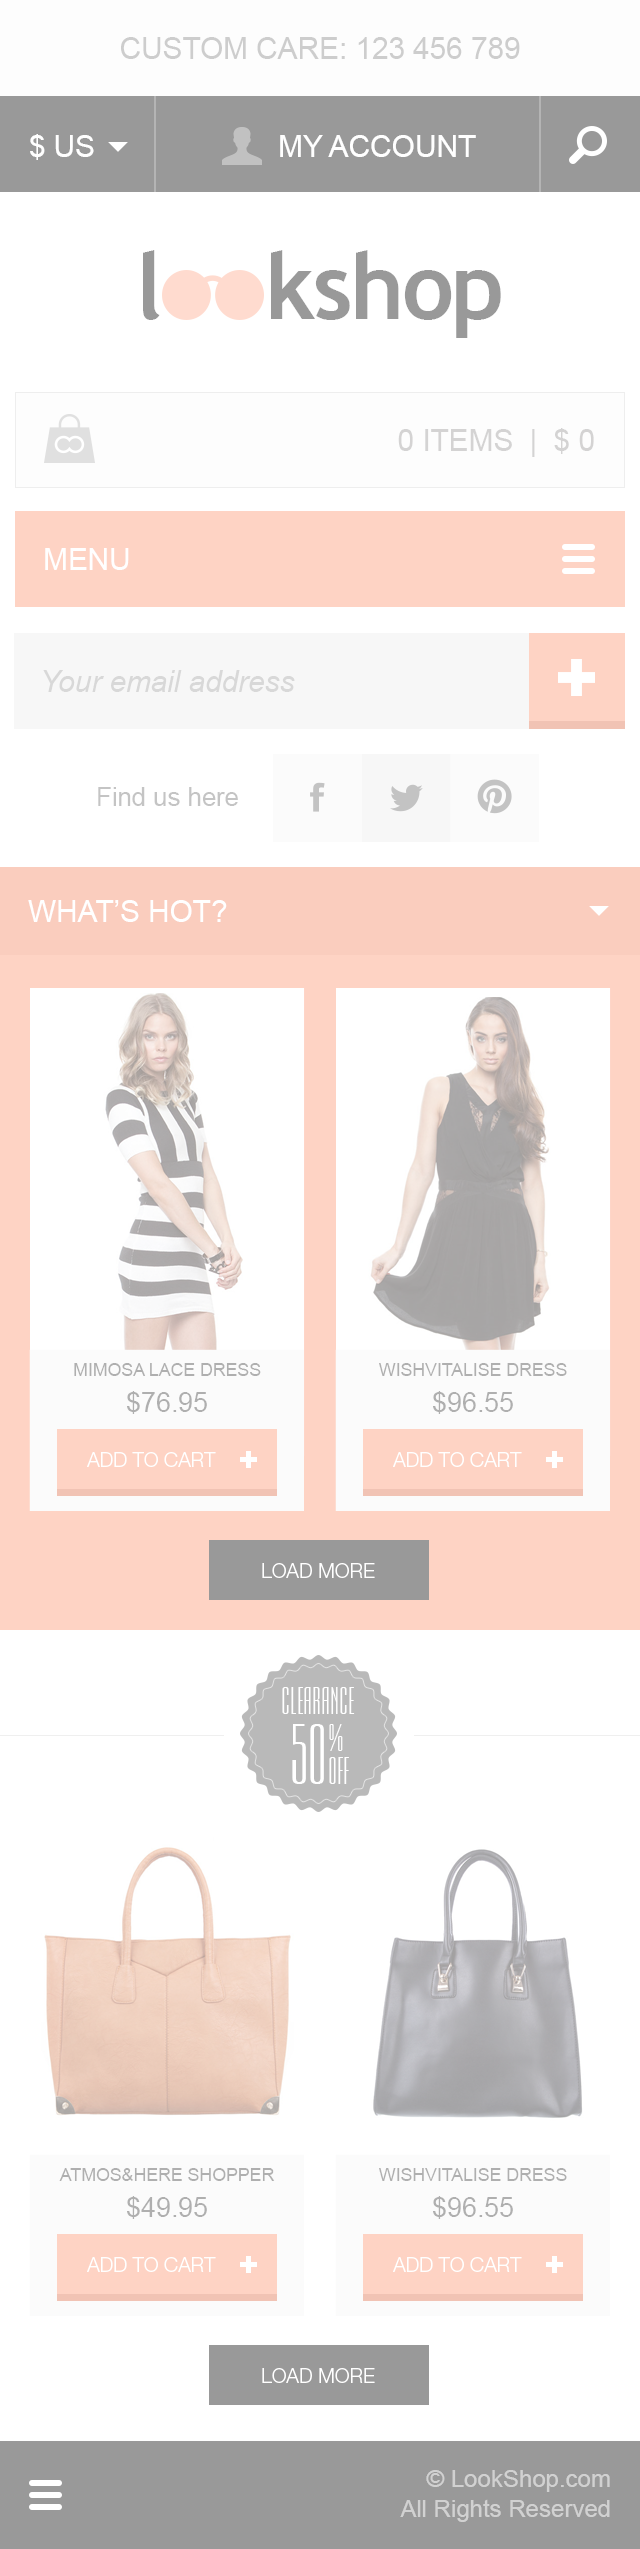 CUSTOM CARE: 123 456 789
$ US
MY ACCOUNT
lookshop
0 ITEMS | $ 0
MENU
Your email address
Find us here
WHAT'S HOT?
MIMOSA LACE DRESS
$76.95
ADD TO CART
WISHVITALISE DRESS
$96.55
ADD TO CART
LOAD MORE
CLEARANCE
50% OFF
ATMOS&HERE SHOPPER
$49.95
ADD TO CART
WISHVITALISE DRESS
$96.55
ADD TO CART
LOAD MORE
© LookShop.com
All Rights Reserved